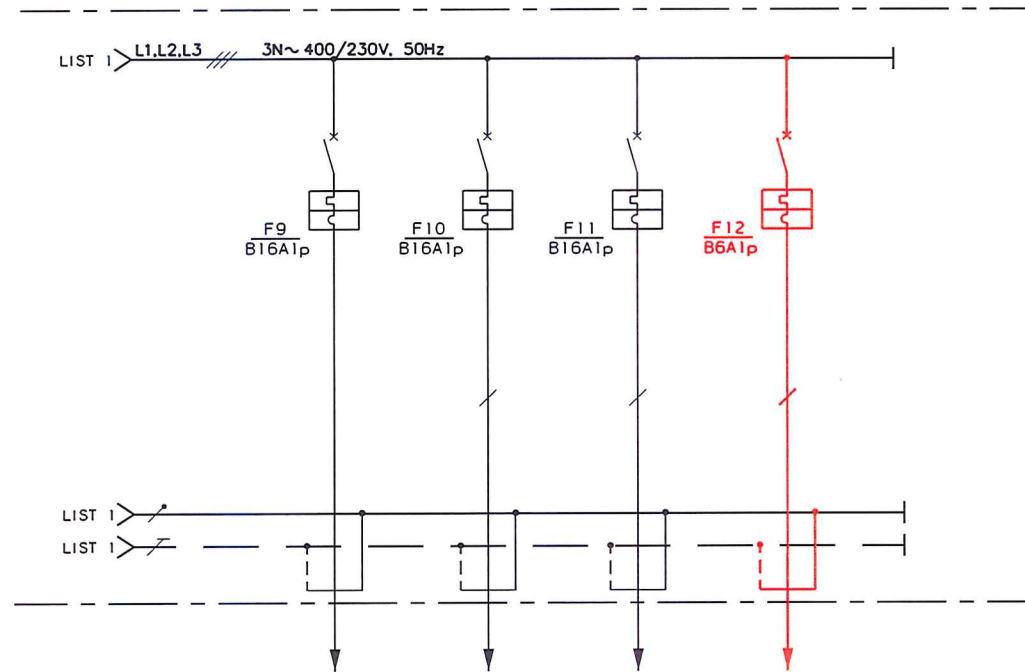 LIST 1 L1,L2,L3 3N~ 400/230V, 50Hz
F9
B16A1p
F10
B16A1p
F11
B16A1p
F12
B6A1p
LIST 1
LIST 1